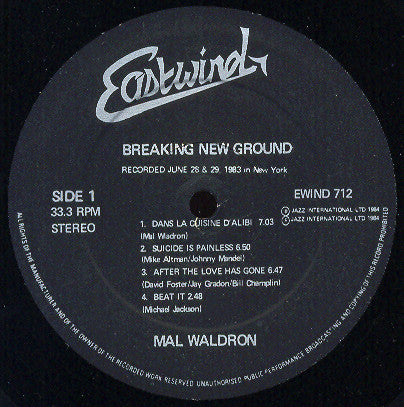 Eastwind
BREAKING NEW GROUND
RECORDED JUNE 28 & 29, 1983 in New York
SIDE 1
33.3 RPM
STEREO
EWIND 712
℗ JAZZ INTERNATIONAL LTD 1984
© JAZZ INTERNATIONAL LTD 1984
1. DANS LA CUISINE D'ALIBI 7.03
(Mal Wadron)
2. SUICIDE IS PAINLESS 6.50
(Mike Altman/Johnny Mandel)
3. AFTER THE LOVE HAS GONE 6.47
(David Foster/Jay Gradon/Bill Champlin)
4. BEAT IT 2.48
(Michael Jackson)
MAL WALDRON
ALL RIGHTS OF THE MANUFACTURER AND OF THE OWNER OF THE RECORDED WORK RESERVED UNAUTHORISED PUBLIC PERFORMANCE BROADCASTING AND COPYING OF THIS RECORD PROHIBITED